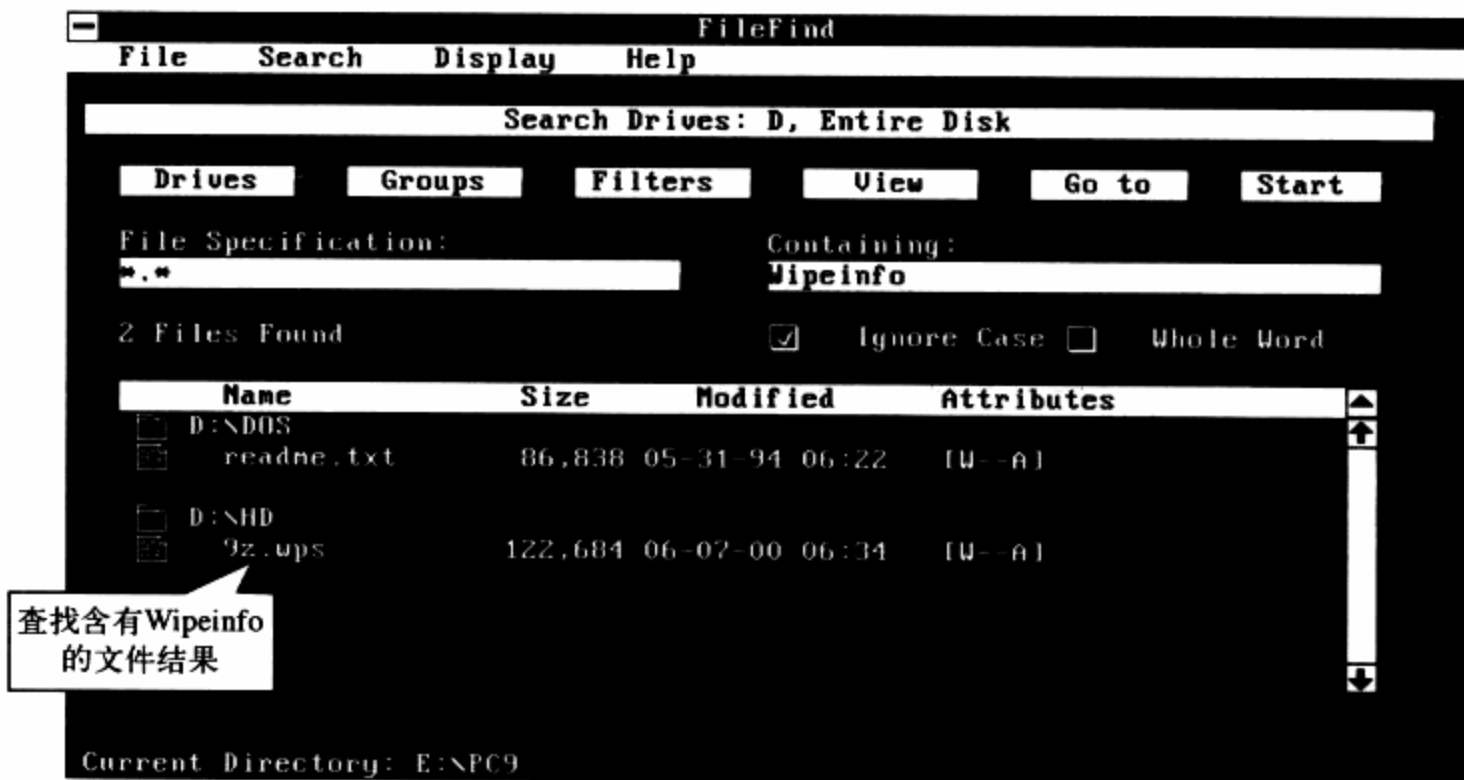 FileFind
File Search Display Help
Search Drives: D, Entire Disk
Drives Groups Filters View Go to Start
File Specification: Containing:
*.* Wipeinfo
2 Files Found Ignore Case Whole Word
Name Size Modified Attributes
D:\DOS
readme.txt 86,838 05-31-94 06:22 [W--A]
D:\HD
9z.wps 122,684 06-07-00 06:34 [W--A]
查找含有Wipeinfo
的文件结果
Current Directory: E:\PC9